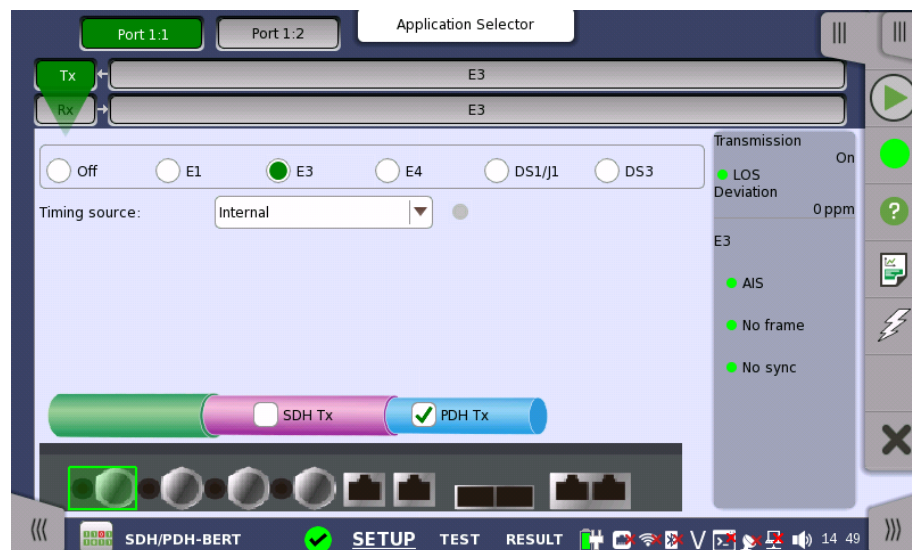 Port 1:1
Port 1:2
Application Selector
Tx
E3
Rx
E3
Off
E1
E3
E4
DS1/J1
DS3
Timing source:
Internal
Transmission
On
LOS
Deviation
0 ppm
E3
AIS
No frame
No sync
SDH Tx
PDH Tx
SDH/PDH-BERT
SETUP
TEST
RESULT
14 49